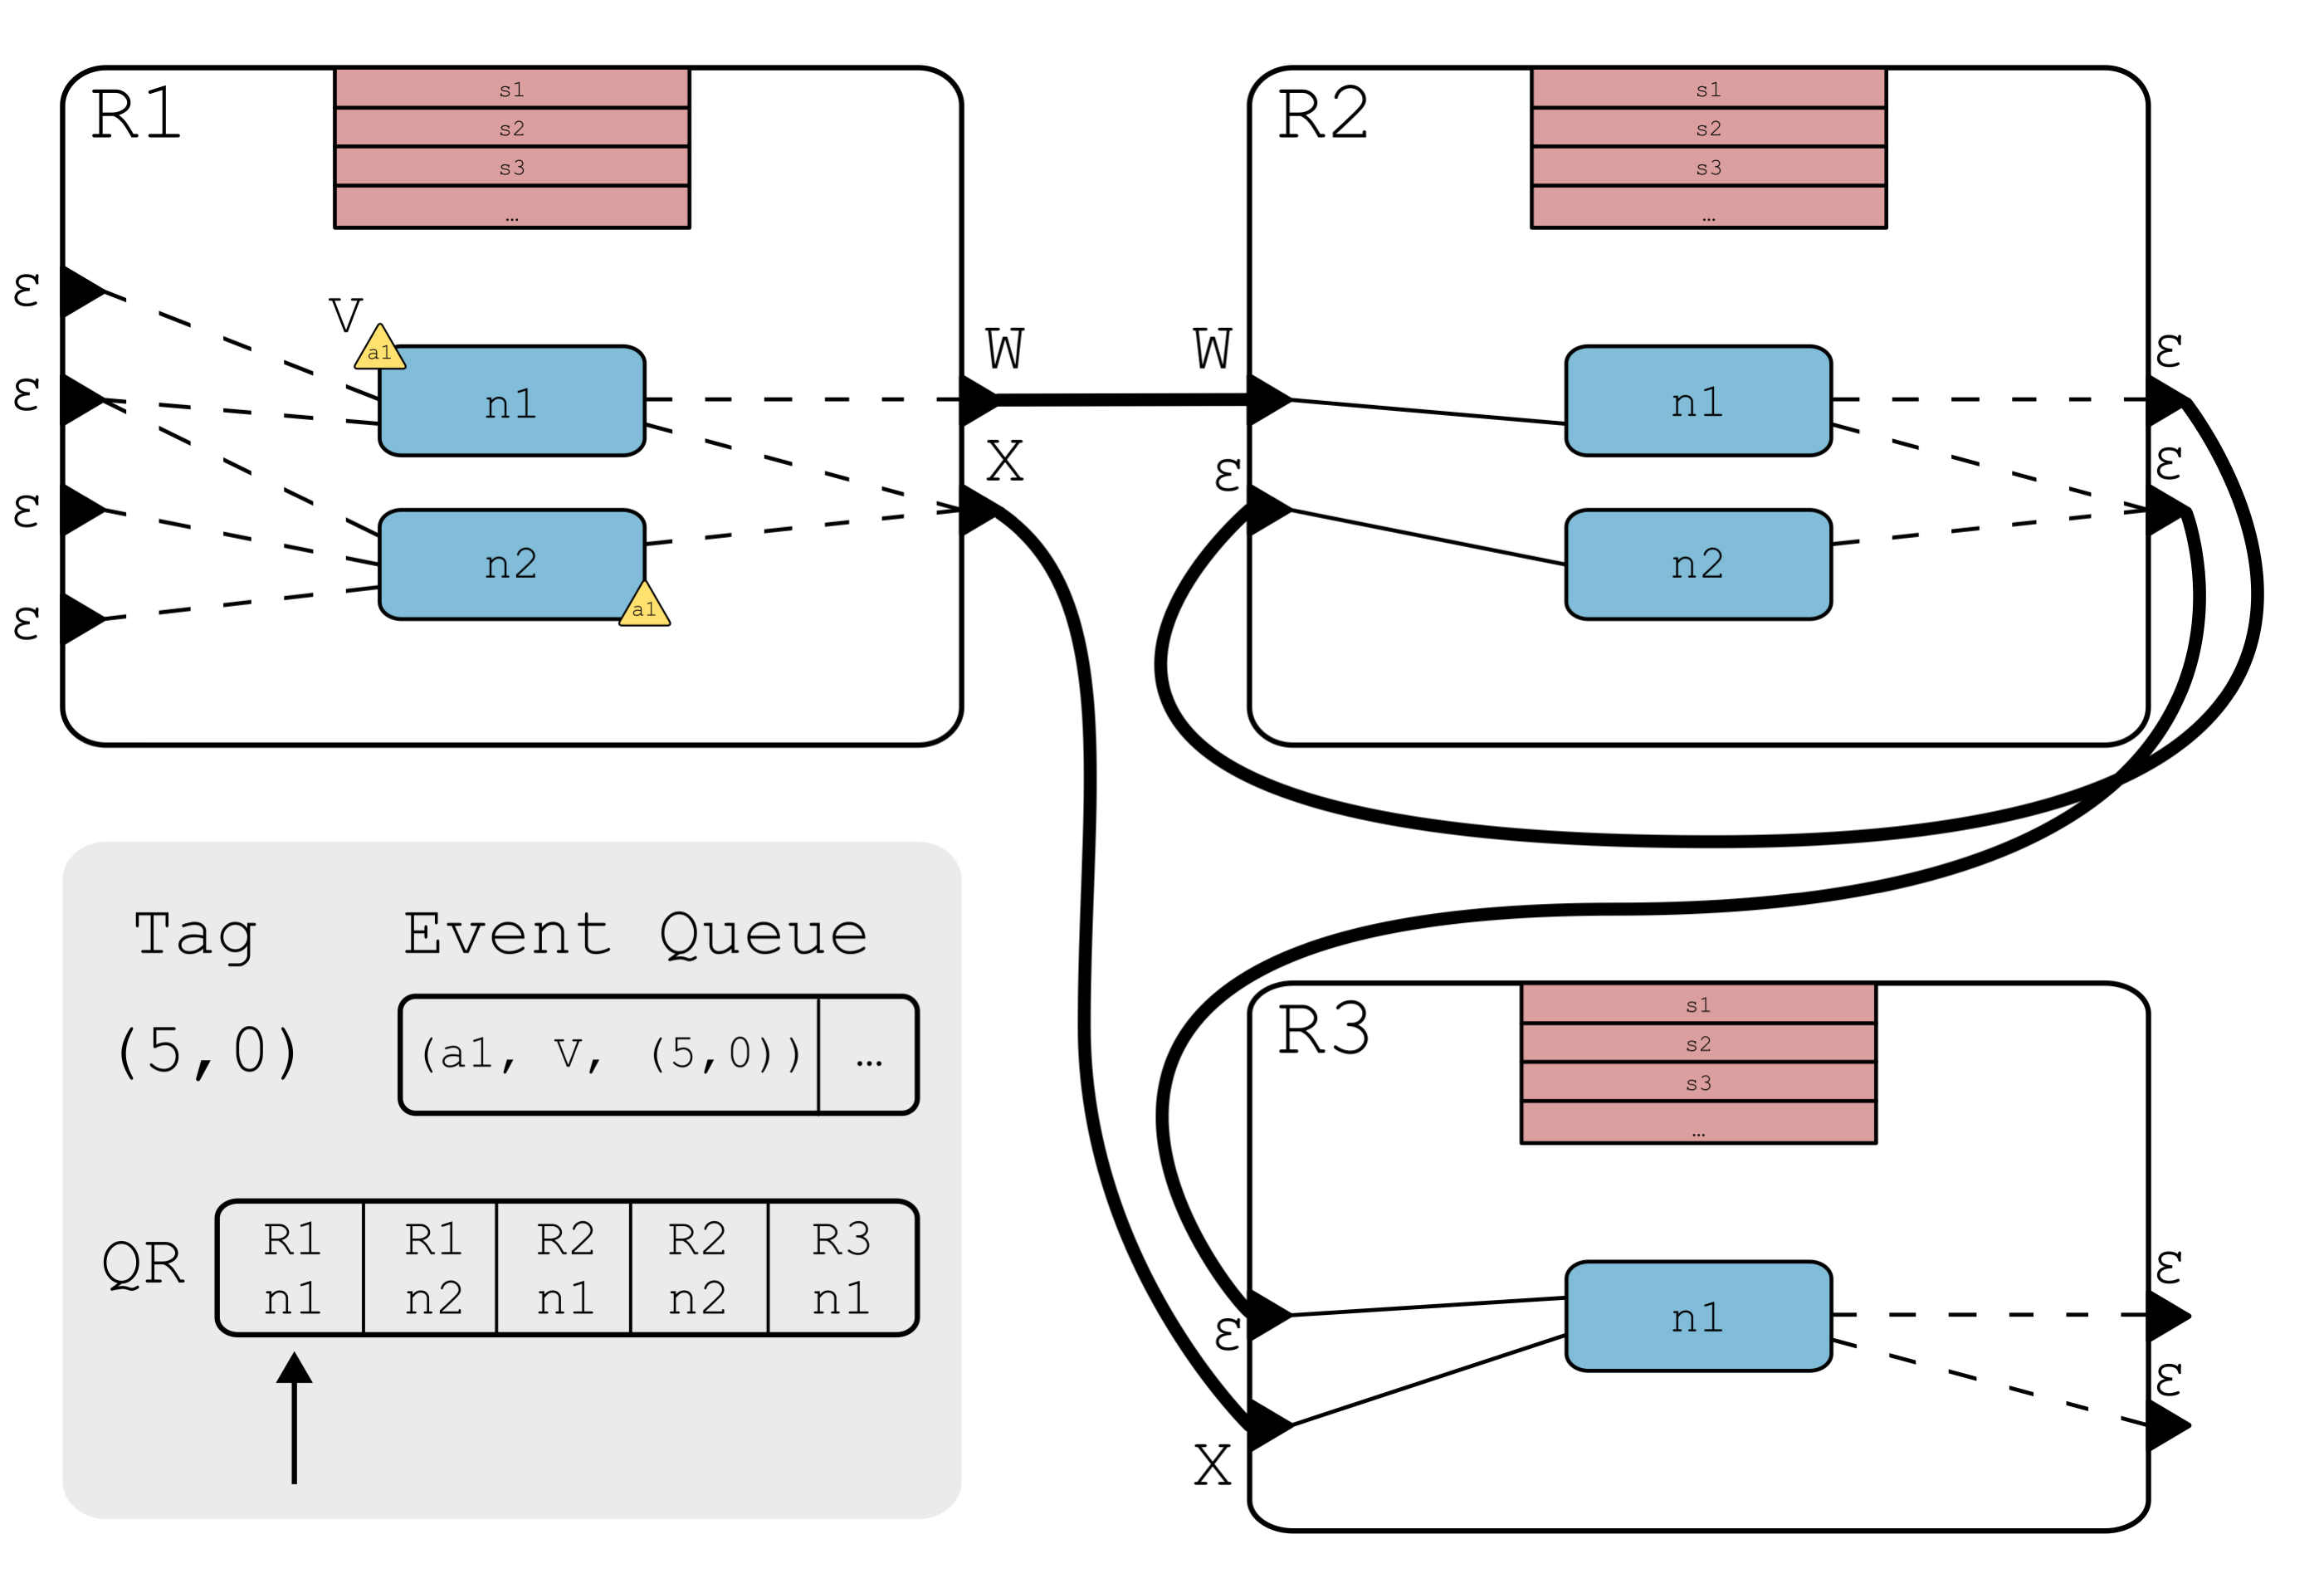 R1
s1
s2
s3
…
ε
ε
ε
ε
V
a1
n1
n2
a1
W
X
R2
s1
s2
s3
…
W
ε
n1
n2
ε
ε
Tag
Event Queue
(5,0)
(a1, V, (5,0))
…
QR
R1 R1 R2 R2 R3
n1 n2 n1 n2 n1
R3
s1
s2
s3
…
ε
X
n1
ε
ε